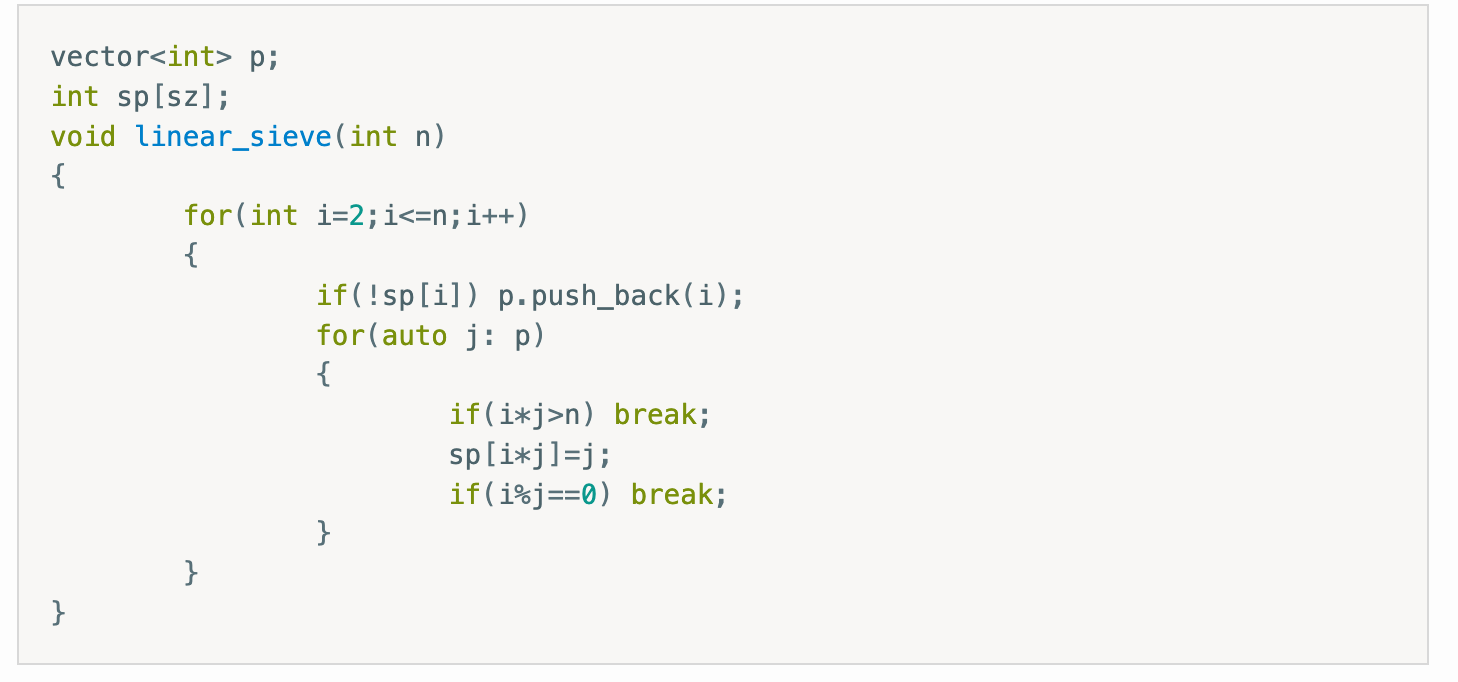 vector<int> p;
int sp[sz];
void linear_sieve(int n)
{
        for(int i=2;i<=n;i++)
        {
                if(!sp[i]) p.push_back(i);
                for(auto j: p)
                {
                        if(i*j>n) break;
                        sp[i*j]=j;
                        if(i%j==0) break;
                }
        }
}